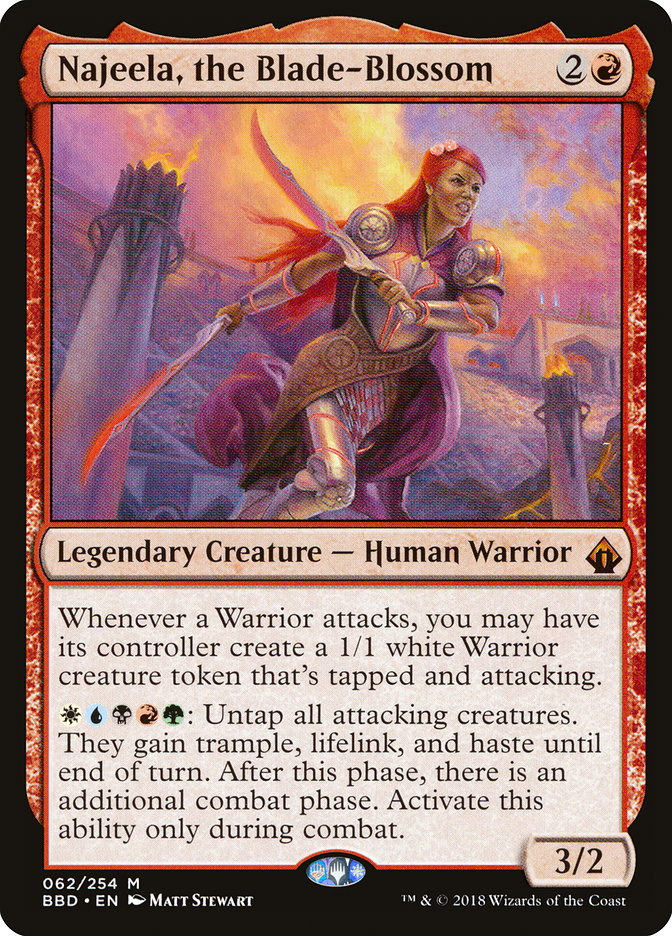 Najeela, the Blade-Blossom 2
Legendary Creature — Human Warrior
Whenever a Warrior attacks, you may have
its controller create a 1/1 white Warrior
creature token that's tapped and attacking.
: Untap all attacking creatures.
They gain trample, lifelink, and haste until
end of turn. After this phase, there is an
additional combat phase. Activate this
ability only during combat.
3/2
062/254 M
BBD • EN Matt Stewart
™ & © 2018 Wizards of the Coast